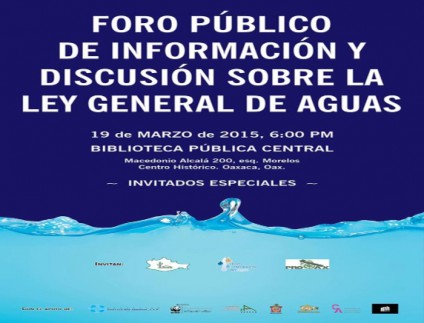 FORO PÚBLICO
DE INFORMACIÓN Y
DISCUSIÓN SOBRE LA
LEY GENERAL DE AGUAS
19 de MARZO de 2015, 6:00 PM
BIBLIOTECA PÚBLICA CENTRAL
Macedonio Alcalá 200, esq. Morelos
Centro Histórico. Oaxaca, Oax.
~ INVITADOS ESPECIALES ~
INVITAN: